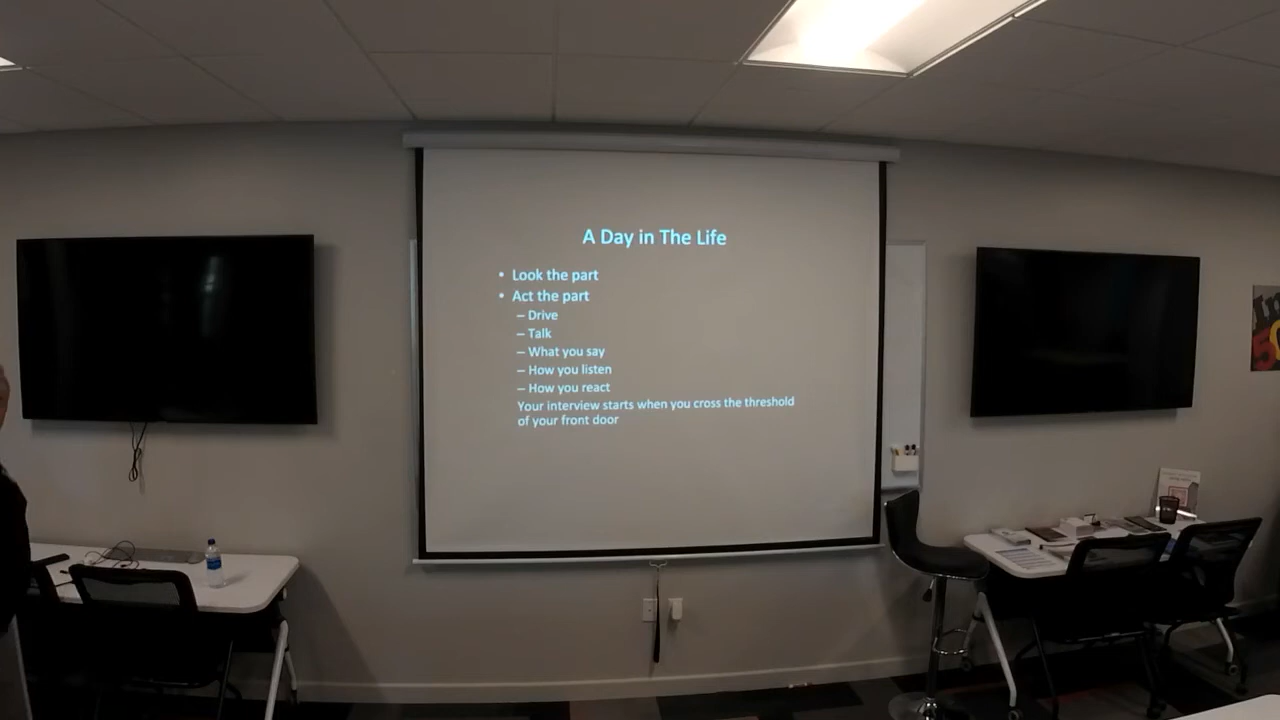 A Day in The Life
• Look the part
• Act the part
– Drive
– Talk
– What you say
– How you listen
– How you react
Your interview starts when you cross the threshold
of your front door